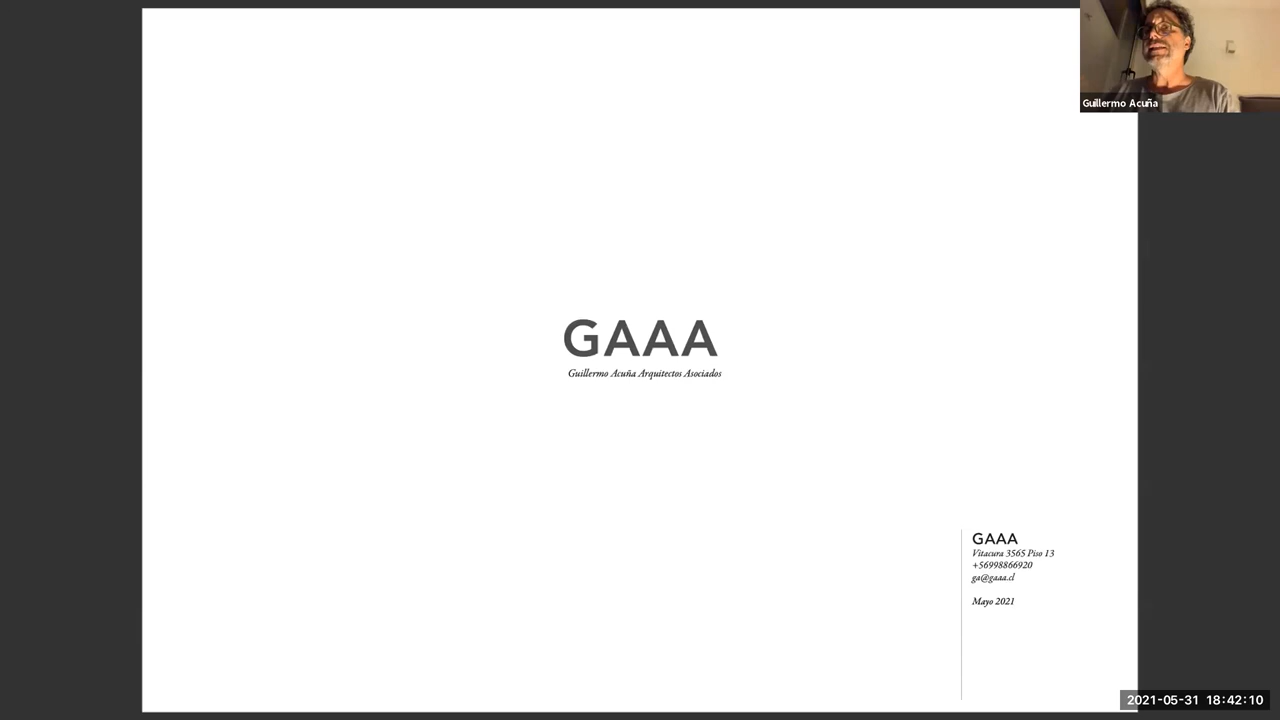 Guillermo Acuña
GAAA
Guillermo Acuña Arquitectos Asociados
GAAA
Vitacura 3565 Piso 13
+56998866920
ga@gaaa.cl
Mayo 2021
2021-05-31 18:42:10